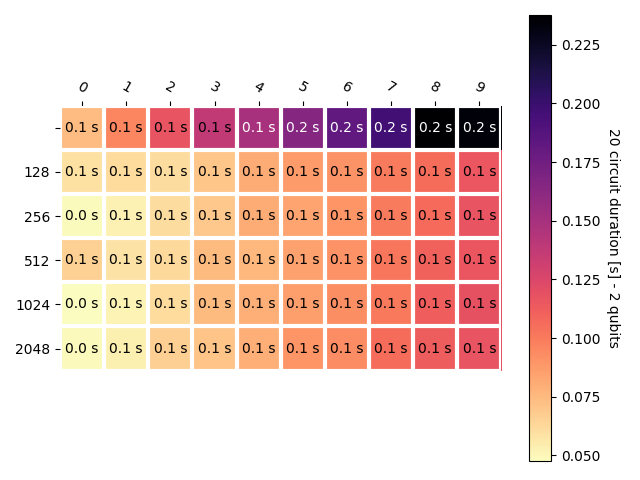 0 1 2 3 4 5 6 7 8 9
0.1 s 0.1 s 0.1 s 0.1 s 0.1 s 0.2 s 0.2 s 0.2 s 0.2 s 0.2 s
128 0.1 s 0.1 s 0.1 s 0.1 s 0.1 s 0.1 s 0.1 s 0.1 s 0.1 s 0.1 s
256 0.0 s 0.1 s 0.1 s 0.1 s 0.1 s 0.1 s 0.1 s 0.1 s 0.1 s 0.1 s
512 0.1 s 0.1 s 0.1 s 0.1 s 0.1 s 0.1 s 0.1 s 0.1 s 0.1 s 0.1 s
1024 0.0 s 0.1 s 0.1 s 0.1 s 0.1 s 0.1 s 0.1 s 0.1 s 0.1 s 0.1 s
2048 0.0 s 0.1 s 0.1 s 0.1 s 0.1 s 0.1 s 0.1 s 0.1 s 0.1 s 0.1 s
0.225
0.200
0.175
0.150
0.125
0.100
0.075
0.050
20 circuit duration [s] - 2 qubits